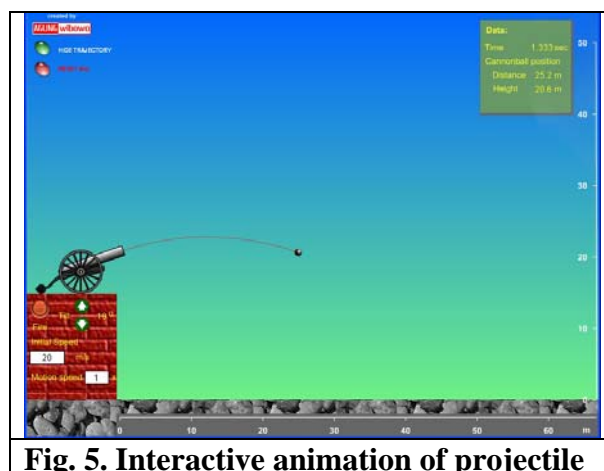 created by
AGUNG wibowo
HIDE TRAJECTORY
Data:
Time 1.333 sec
Cannonball position
Distance 25.2 m
Height 20.6 m
50
40
30
20
10
0
Tilt
Fire
Initial Speed
20 m/s
Motion speed 1 x
0 10 20 30 40 50 60 m
Fig. 5. Interactive animation of projectile